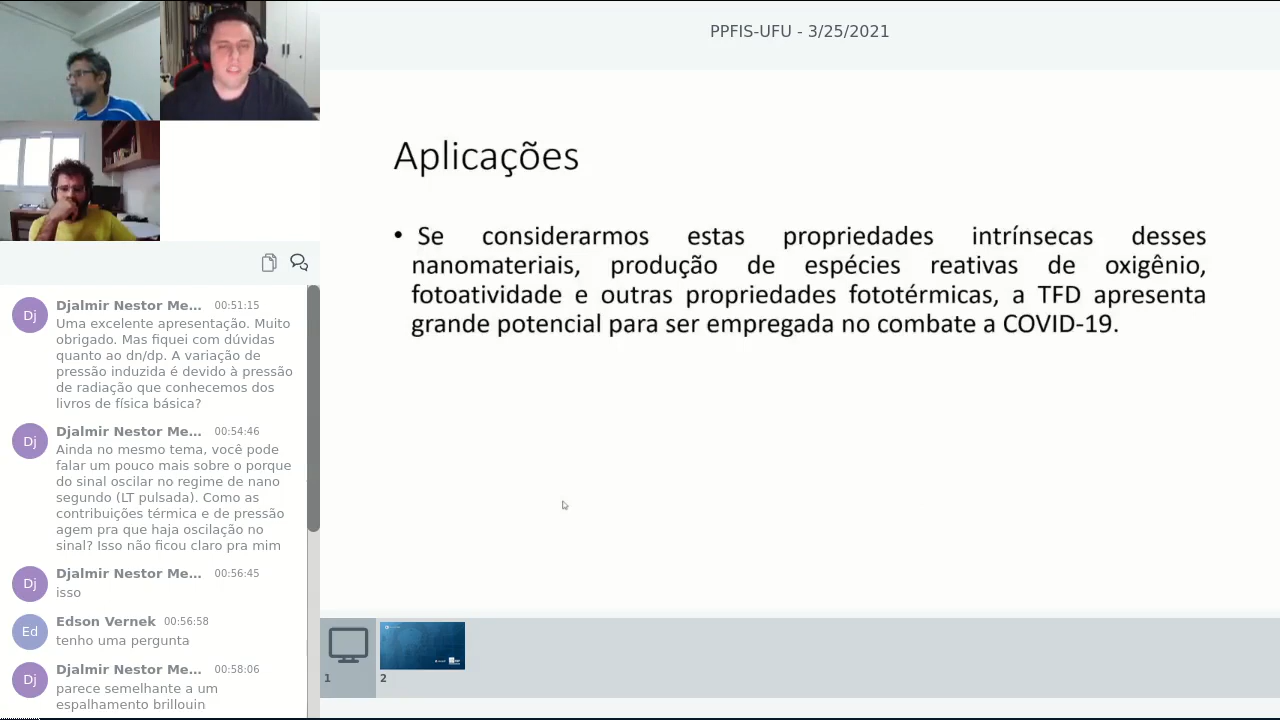 PPFIS-UFU - 3/25/2021
Aplicações
• Se considerarmos estas propriedades intrínsecas desses
nanomateriais, produção de espécies reativas de oxigênio,
fotoatividade e outras propriedades fototérmicas, a TFD apresenta
grande potencial para ser empregada no combate a COVID-19.
Dj
Djalmir Nestor Me... 00:51:15
Uma excelente apresentação. Muito
obrigado. Mas fiquei com dúvidas
quanto ao dn/dp. A variação de
pressão induzida é devido à pressão
de radiação que conhecemos dos
livros de física básica?
Dj
Djalmir Nestor Me... 00:54:46
Ainda no mesmo tema, você pode
falar um pouco mais sobre o porque
do sinal oscilar no regime de nano
segundo (LT pulsada). Como as
contribuições térmica e de pressão
agem pra que haja oscilação no
sinal? Isso não ficou claro pra mim
Dj
Djalmir Nestor Me... 00:56:45
isso
Ed
Edson Vernek 00:56:58
tenho uma pergunta
Dj
Djalmir Nestor Me... 00:58:06
parece semelhante a um
espalhamento brillouin
1
2